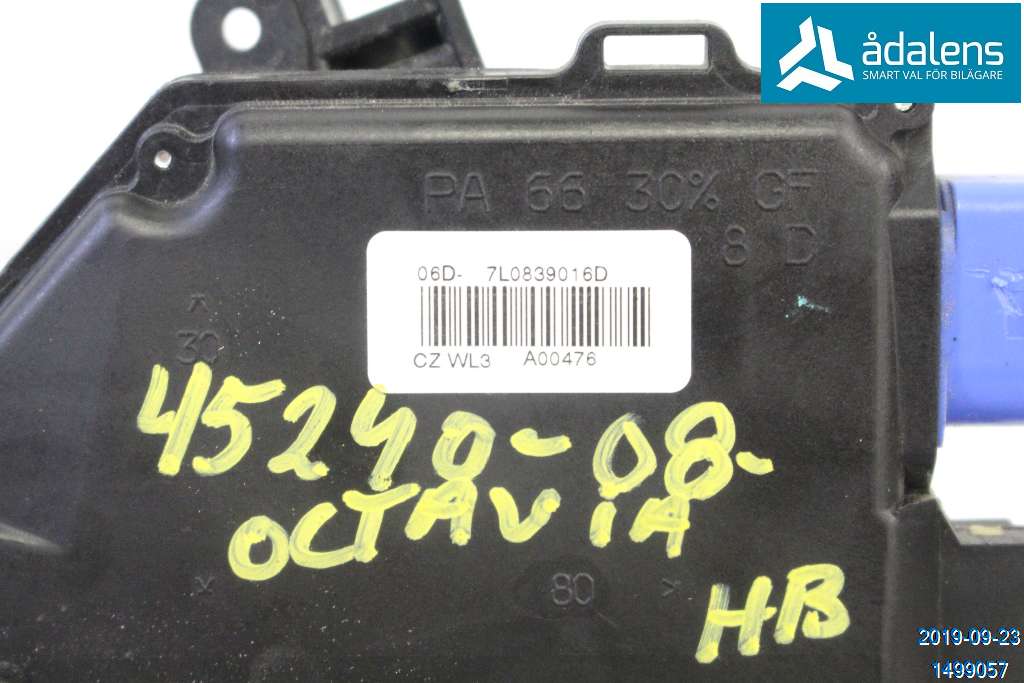 ådalens
SMART VAL FÖR BILÄGARE
PA 66 30% GF
8 D
06D- 7L0839016D
CZ WL3 A00476
30
45240-08-
OCTAVIA
80
HB
2019-09-23
1499057